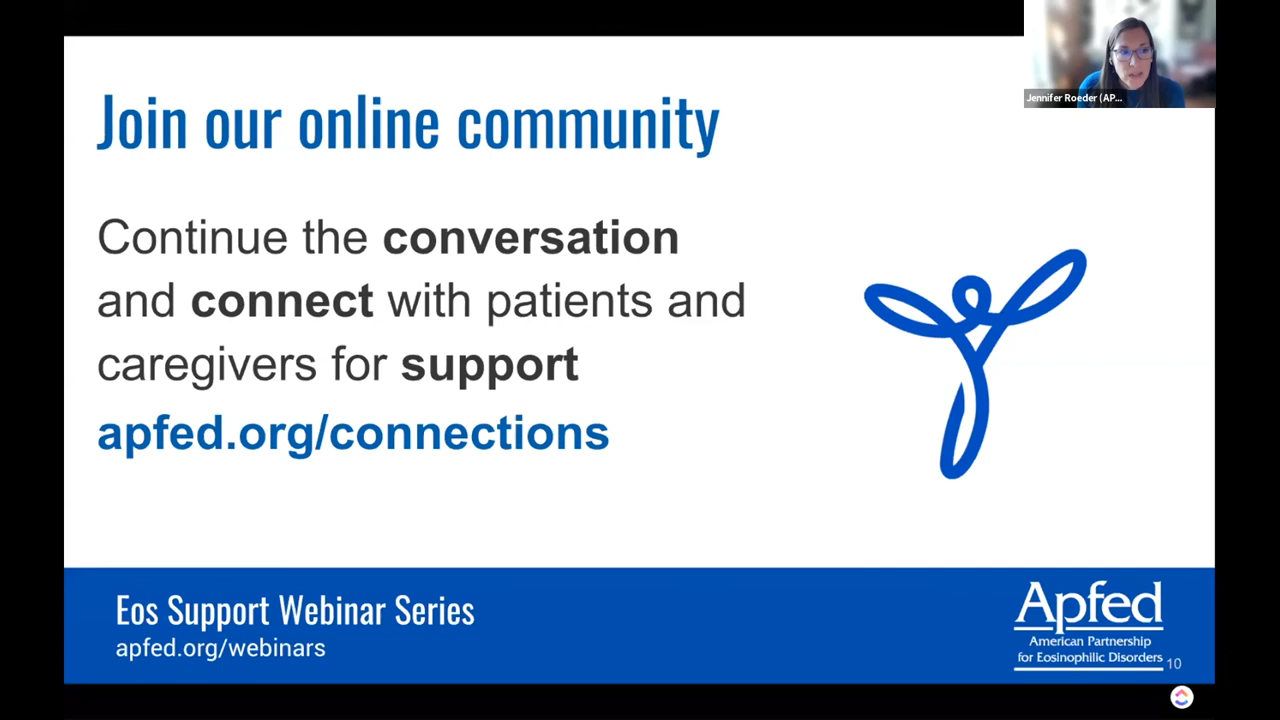 Jennifer Roeder (AP...
Join our online community
Continue the conversation
and connect with patients and
caregivers for support
apfed.org/connections
Eos Support Webinar Series
apfed.org/webinars
Apfed
American Partnership
for Eosinophilic Disorders
10